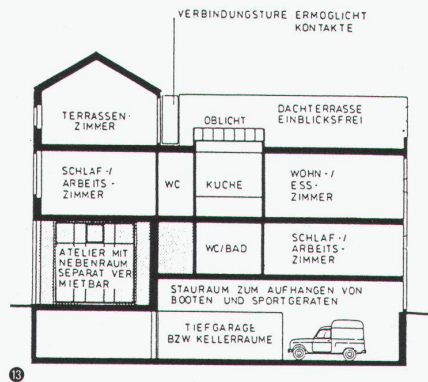 VERBINDUNGSTURE ERMOGLICHT
KONTAKTE
TERRASSEN-
ZIMMER
OBLICHT
DACHTERRASSE
EINBLICKSFREI
SCHLAF-/
ARBEITS-
ZIMMER
WC
KUCHE
WOHN-/
ESS-
ZIMMER
ATELIER MIT
NEBENRAUM
SEPARAT VER
MIETBAR
WC/BAD
SCHLAF-/
ARBEITS-
ZIMMER
STAURAUM ZUM AUFHANGEN VON
BOOTEN UND SPORTGERATEN
TIEFGARAGE
BZW KELLERRAUME
13